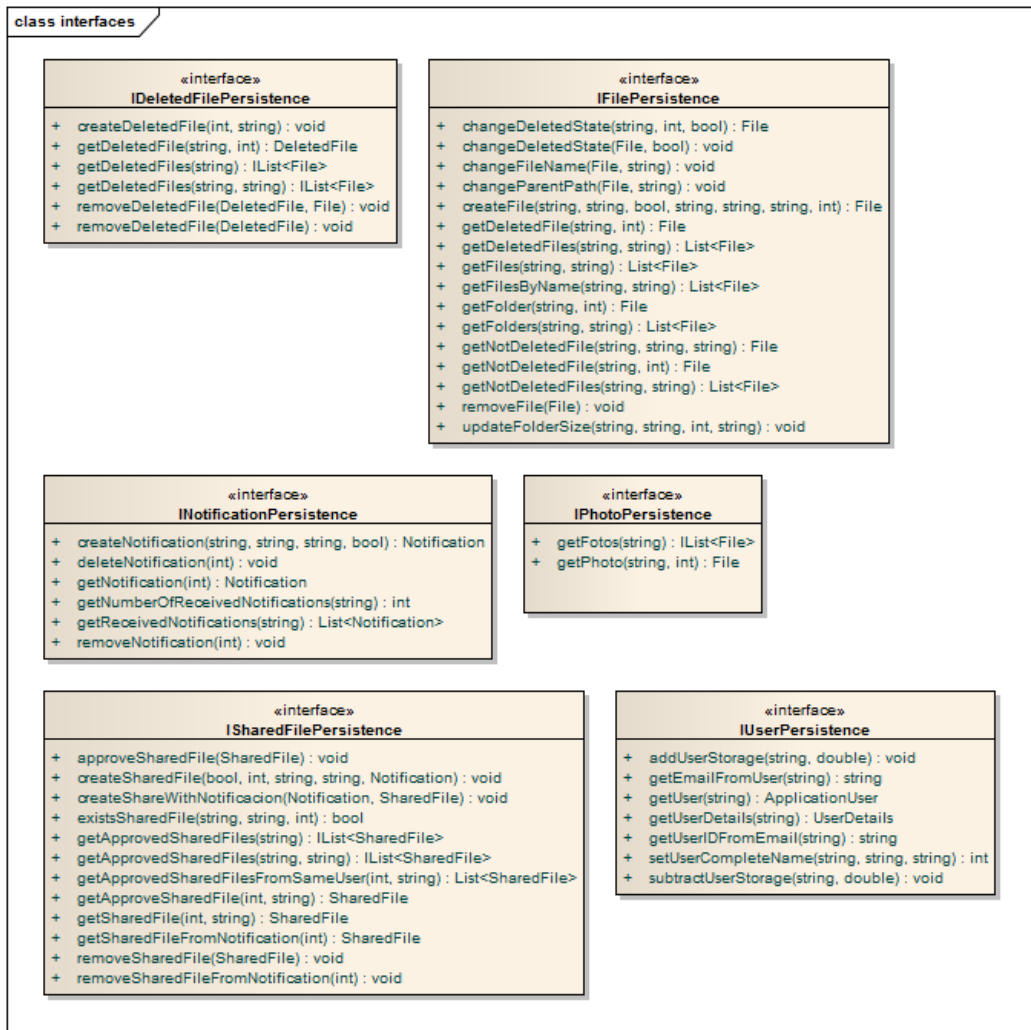 class interfaces
«interface»
IDeletedFilePersistence
+ createDeletedFile(int, string) : void
+ getDeletedFile(string, int) : DeletedFile
+ getDeletedFiles(string) : IList<File>
+ getDeletedFiles(string, string) : IList<File>
+ removeDeletedFile(DeletedFile, File) : void
+ removeDeletedFile(DeletedFile) : void
«interface»
IFilePersistence
+ changeDeletedState(string, int, bool) : File
+ changeDeletedState(File, bool) : void
+ changeFileName(File, string) : void
+ changeParentPath(File, string) : void
+ createFile(string, string, bool, string, string, string, int) : File
+ getDeletedFile(string, int) : File
+ getDeletedFiles(string, string) : List<File>
+ getFiles(string, string) : List<File>
+ getFilesByName(string, string) : List<File>
+ getFolder(string, int) : File
+ getFolders(string, string) : List<File>
+ getNotDeletedFile(string, string, string) : File
+ getNotDeletedFile(string, int) : File
+ getNotDeletedFiles(string, string) : List<File>
+ removeFile(File) : void
+ updateFolderSize(string, string, int, string) : void
«interface»
INotificationPersistence
+ createNotification(string, string, string, bool) : Notification
+ deleteNotification(int) : void
+ getNotification(int) : Notification
+ getNumberOfReceivedNotifications(string) : int
+ getReceivedNotifications(string) : List<Notification>
+ removeNotification(int) : void
«interface»
IPhotoPersistence
+ getFotos(string) : IList<File>
+ getPhoto(string, int) : File
«interface»
ISharedFilePersistence
+ approveSharedFile(SharedFile) : void
+ createSharedFile(bool, int, string, string, Notification) : void
+ createShareWithNotificacion(Notification, SharedFile) : void
+ existsSharedFile(string, string, int) : bool
+ getApprovedSharedFiles(string) : IList<SharedFile>
+ getApprovedSharedFiles(string, string) : IList<SharedFile>
+ getApprovedSharedFilesFromSameUser(int, string) : List<SharedFile>
+ getApproveSharedFile(int, string) : SharedFile
+ getSharedFile(int, string) : SharedFile
+ getSharedFileFromNotification(int) : SharedFile
+ removeSharedFile(SharedFile) : void
+ removeSharedFileFromNotification(int) : void
«interface»
IUserPersistence
+ addUserStorage(string, double) : void
+ getEmailFromUser(string) : string
+ getUser(string) : ApplicationUser
+ getUserDetails(string) : UserDetails
+ getUserIDFromEmail(string) : string
+ setUserCompleteName(string, string, string) : int
+ subtractUserStorage(string, double) : void